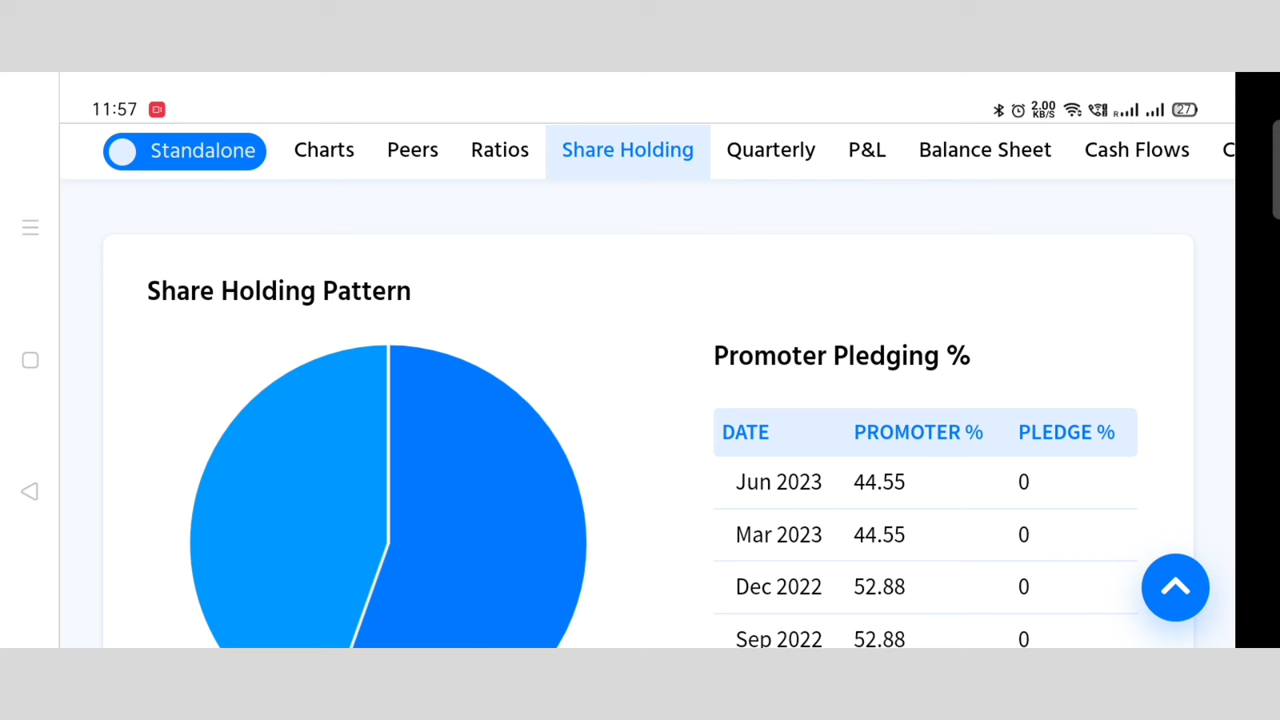 11:57 2.00 KB/S R 27
Standalone Charts Peers Ratios Share Holding Quarterly P&L Balance Sheet Cash Flows C
Share Holding Pattern
Promoter Pledging %
DATE PROMOTER % PLEDGE %
Jun 2023 44.55 0
Mar 2023 44.55 0
Dec 2022 52.88 0
Sep 2022 52.88 0